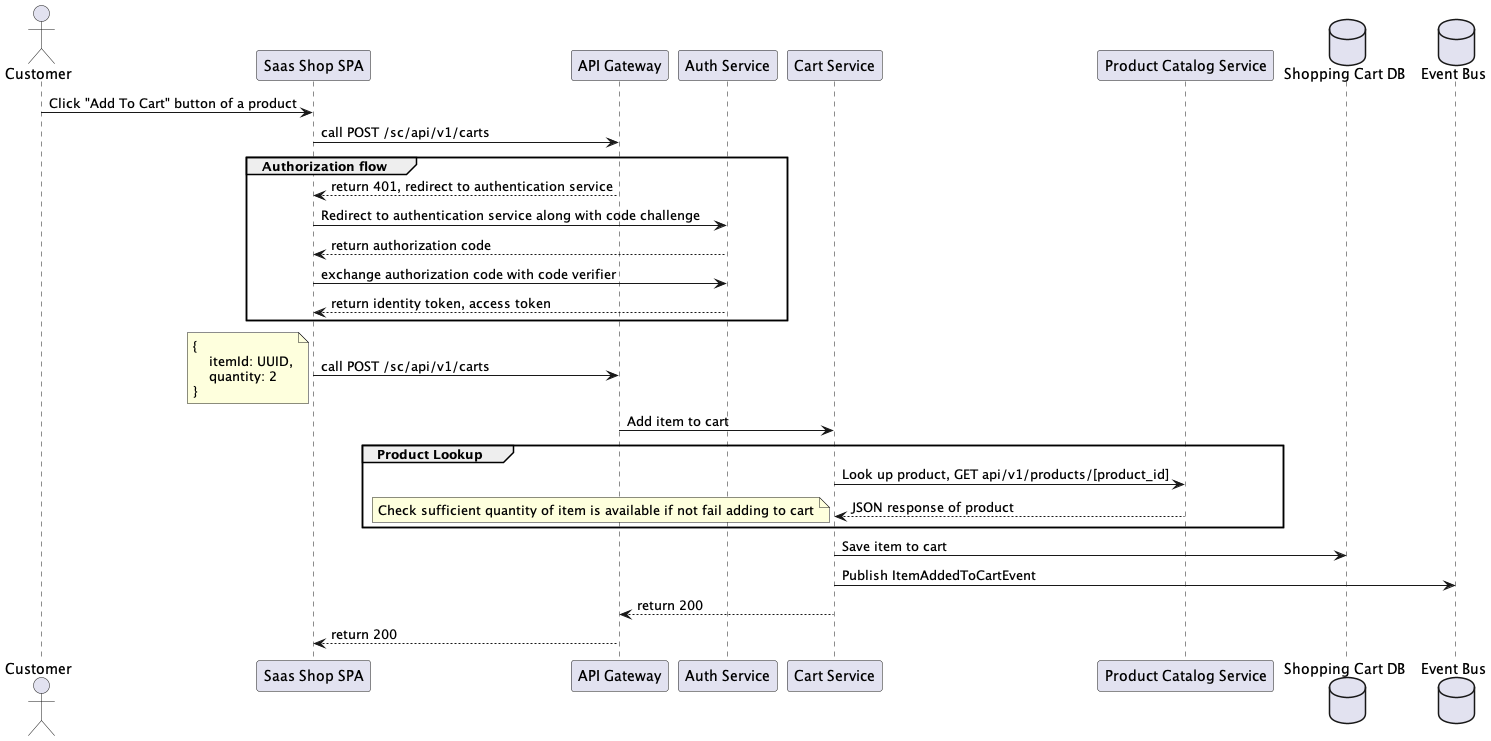 Customer
Saas Shop SPA
API Gateway
Auth Service
Cart Service
Product Catalog Service
Shopping Cart DB
Event Bus
Click "Add To Cart" button of a product
call POST /sc/api/v1/carts
Authorization flow
return 401, redirect to authentication service
Redirect to authentication service along with code challenge
return authorization code
exchange authorization code with code verifier
return identity token, access token
{
itemId: UUID,
quantity: 2
}
call POST /sc/api/v1/carts
Add item to cart
Product Lookup
Look up product, GET api/v1/products/[product_id]
Check sufficient quantity of item is available if not fail adding to cart
JSON response of product
Save item to cart
Publish ItemAddedToCartEvent
return 200
return 200
Customer
Saas Shop SPA
API Gateway
Auth Service
Cart Service
Product Catalog Service
Shopping Cart DB
Event Bus